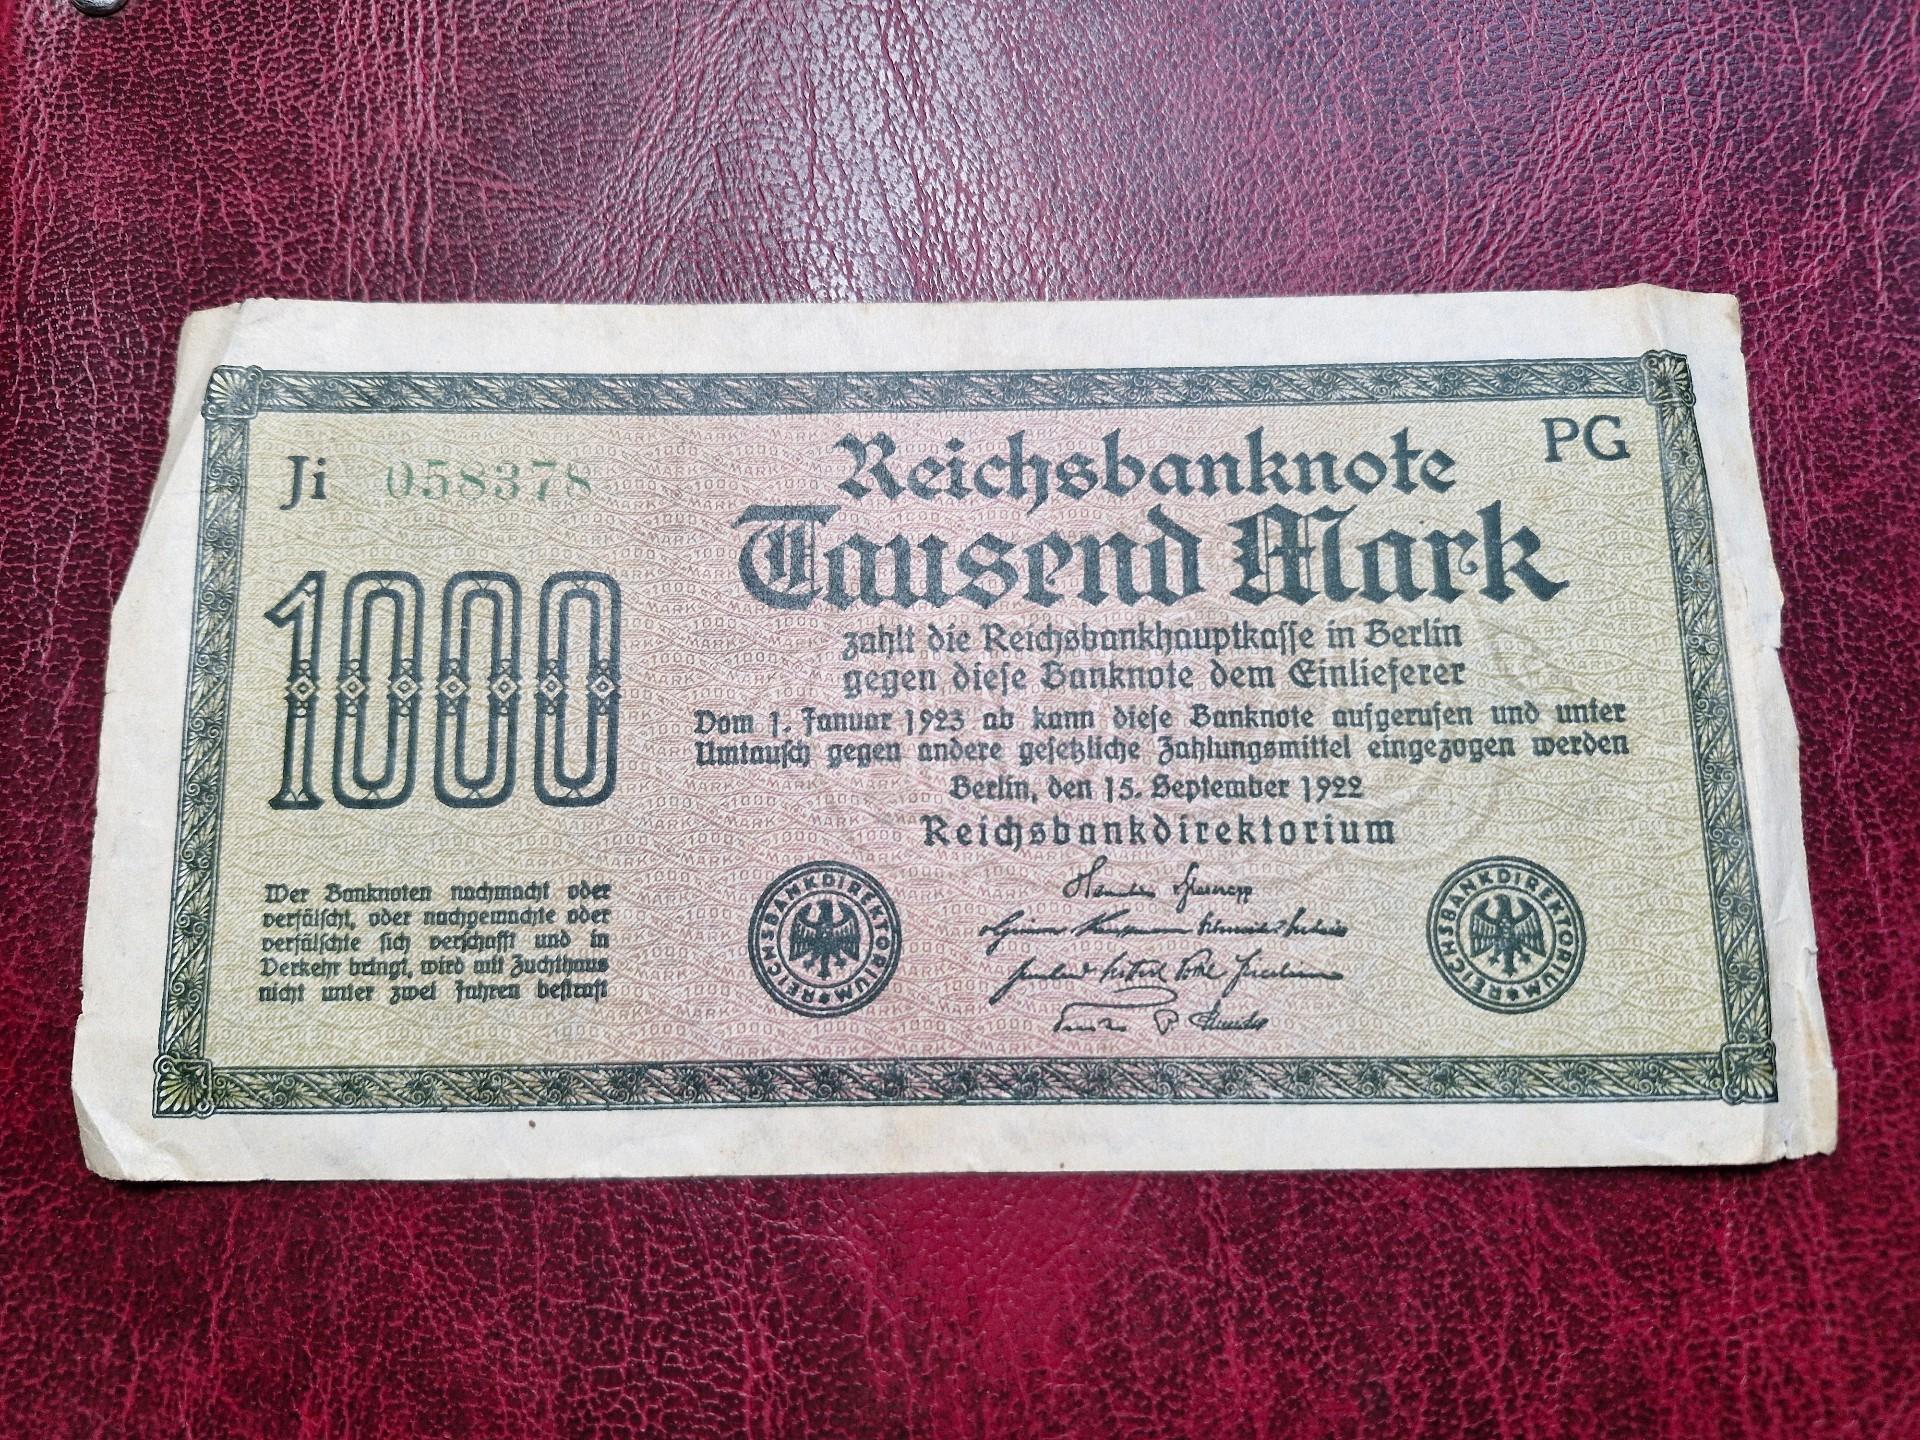 Ji 058378
PG
Reichsbanknote
Tausend Mark
1000
zahlt die Reichsbankhauptkasse in Berlin
gegen diese Banknote dem Einlieferer
Vom 1. Januar 1923 ab kann diese Banknote aufgerufen und unter
Umtausch gegen andere gesetzliche Zahlungsmittel eingezogen werden
Berlin, den 15. September 1922
Reichsbankdirektorium
Wer Banknoten nachmacht oder
verfälscht, oder nachgemachte oder
verfälschte sich verschafft und in
Verkehr bringt, wird mit Zuchthaus
nicht unter zwei Jahren bestraft
REICHSBANKDIREKTORIUM
REICHSBANKDIREKTORIUM